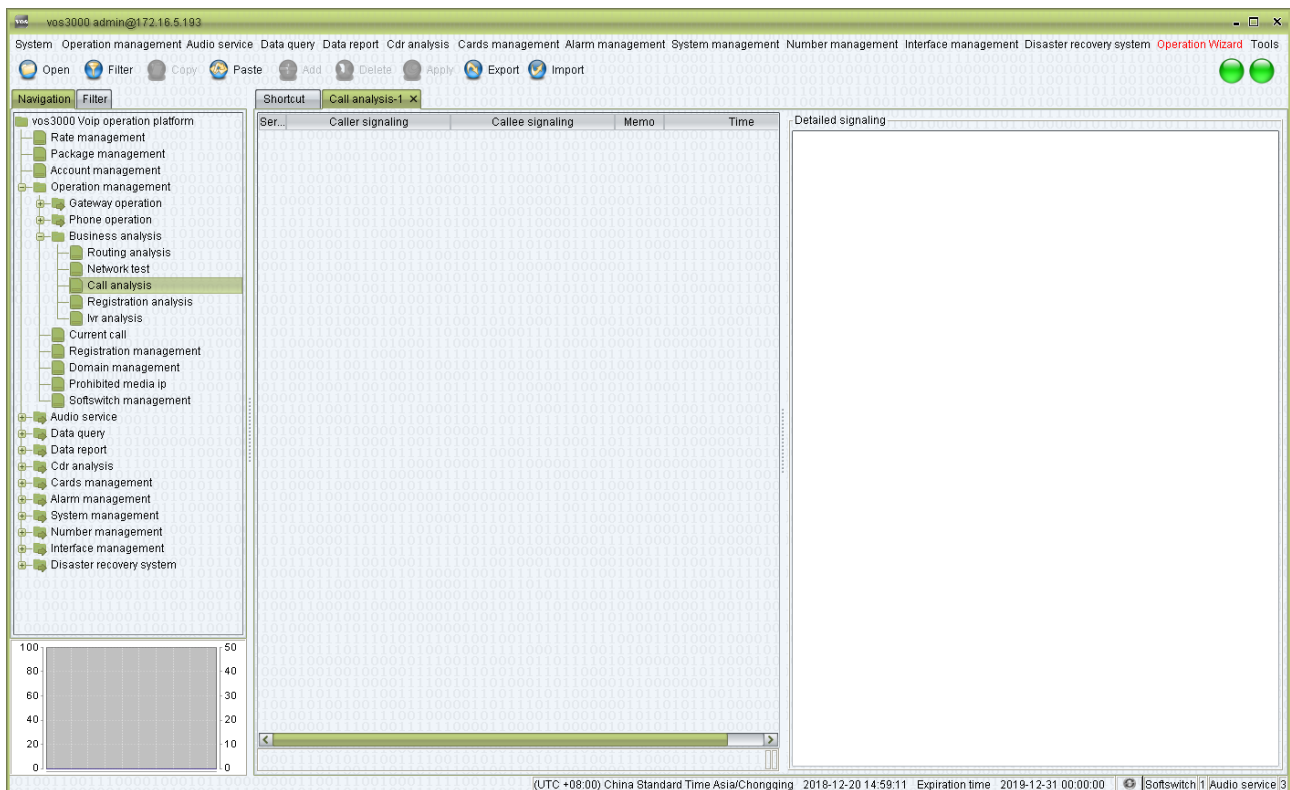 vos vos3000 admin@172.16.5.193
System Operation management Audio service Data query Data report Cdr analysis Cards management Alarm management System management Number management Interface management Disaster recovery system Operation Wizard Tools
Open Filter Copy Paste Add Delete Apply Export Import
Navigation Filter
Shortcut Call analysis-1
vos3000 Voip operation platform
Rate management
Package management
Account management
Operation management
Gateway operation
Phone operation
Business analysis
Routing analysis
Network test
Call analysis
Registration analysis
Ivr analysis
Current call
Registration management
Domain management
Prohibited media ip
Softswitch management
Audio service
Data query
Data report
Cdr analysis
Cards management
Alarm management
System management
Number management
Interface management
Disaster recovery system
100 50
80 40
60 30
40 20
20 10
0 0
Ser... Caller signaling Callee signaling Memo Time
Detailed signaling
(UTC +08:00) China Standard Time Asia/Chongqing 2018-12-20 14:59:11 Expiration time 2019-12-31 00:00:00 Softswitch 1 Audio service 3